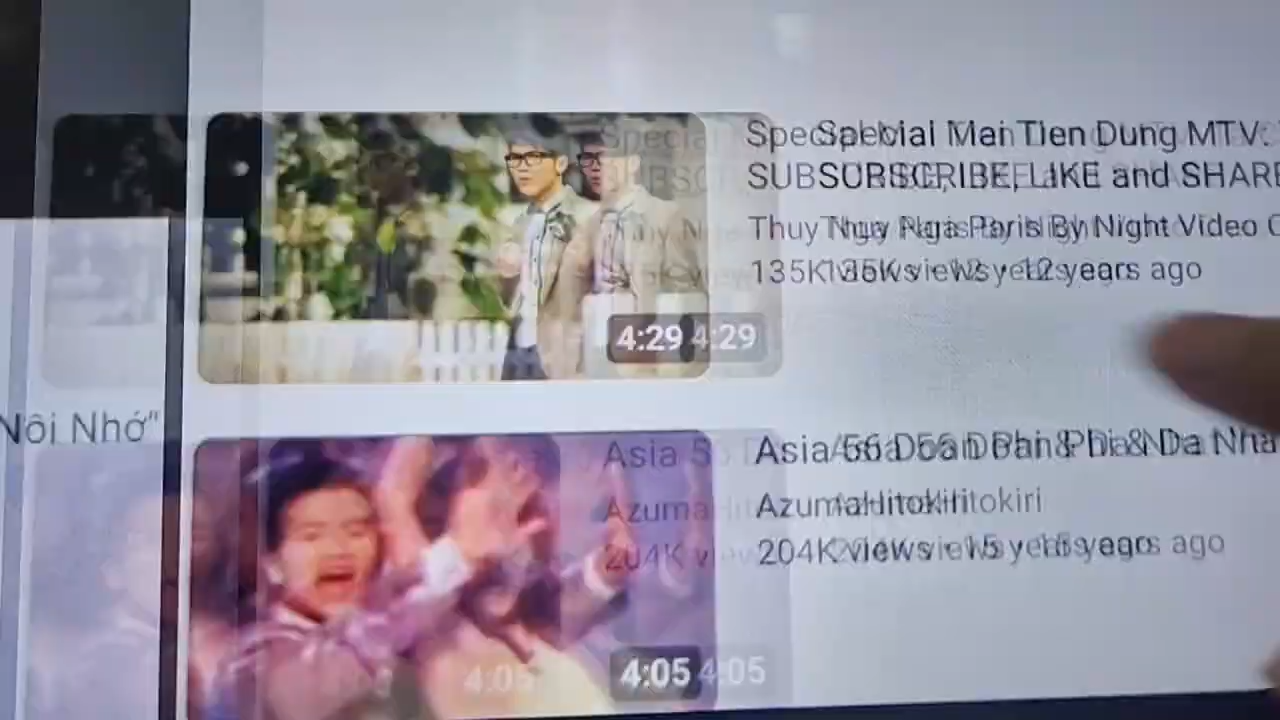 Special Mai Tien Dung MTV.
SUBSCRIBE, LIKE and SHARE
Thuy Nga Paris By Night Video
135K views • 12 years ago
4:29
Nỗi Nhớ"
Asia 56 Doan Phi & Da Nha
AzumaHitokiri
204K views • 15 years ago
4:05